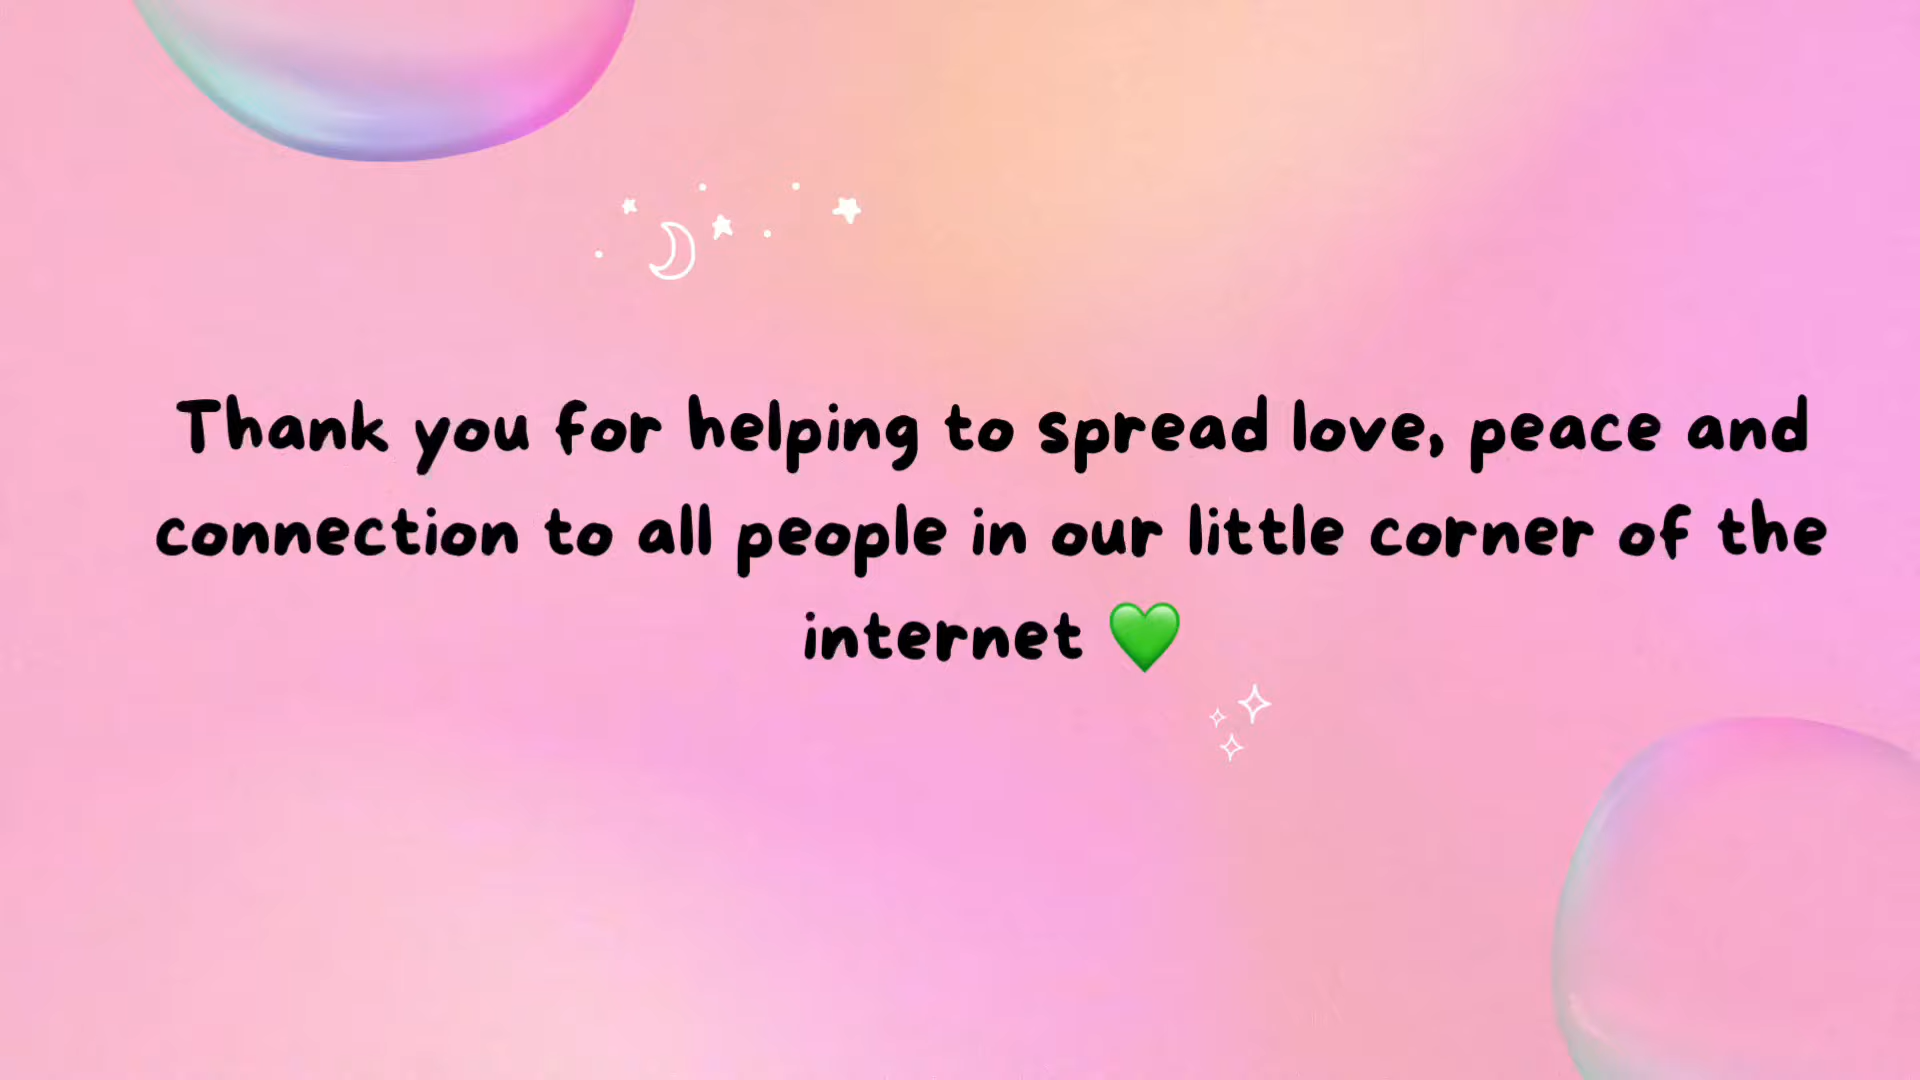 Thank you for helping to spread love, peace and
connection to all people in our little corner of the
internet 💚